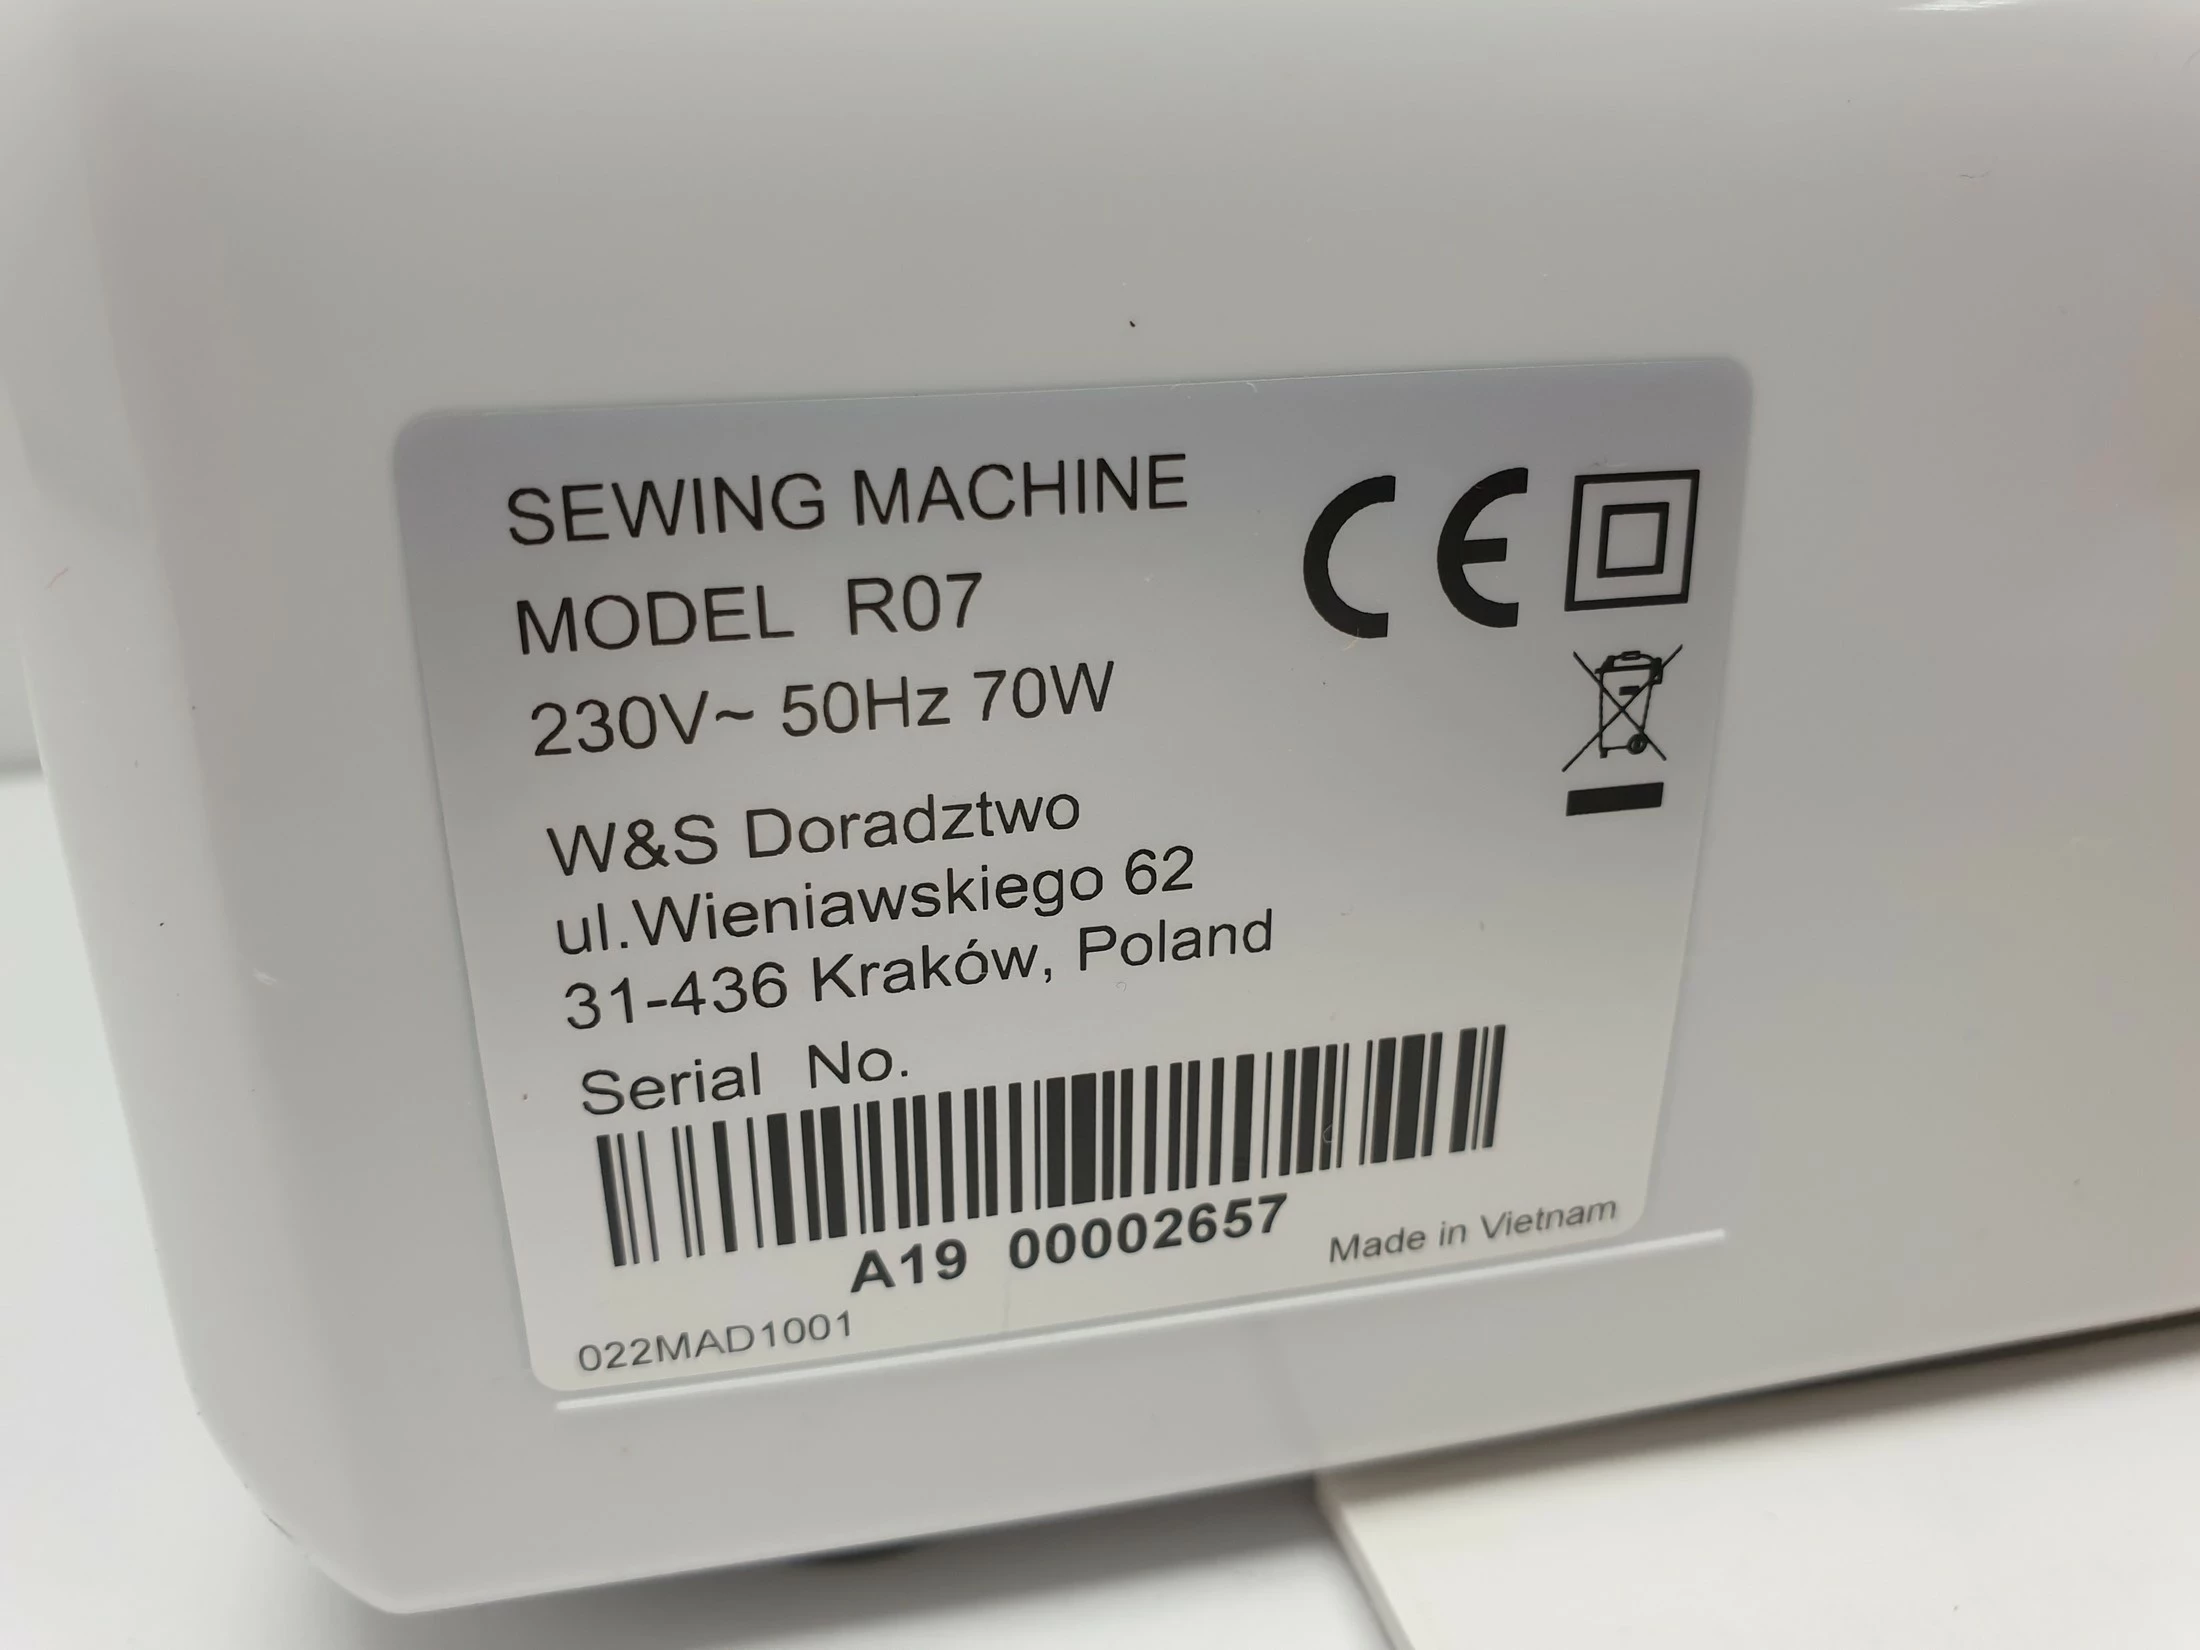 SEWING MACHINE
MODEL R07
230V~ 50Hz 70W
CE
W&S Doradztwo
ul.Wieniawskiego 62
31-436 Kraków, Poland
Serial No.
A19 00002657
Made in Vietnam
022MAD1001